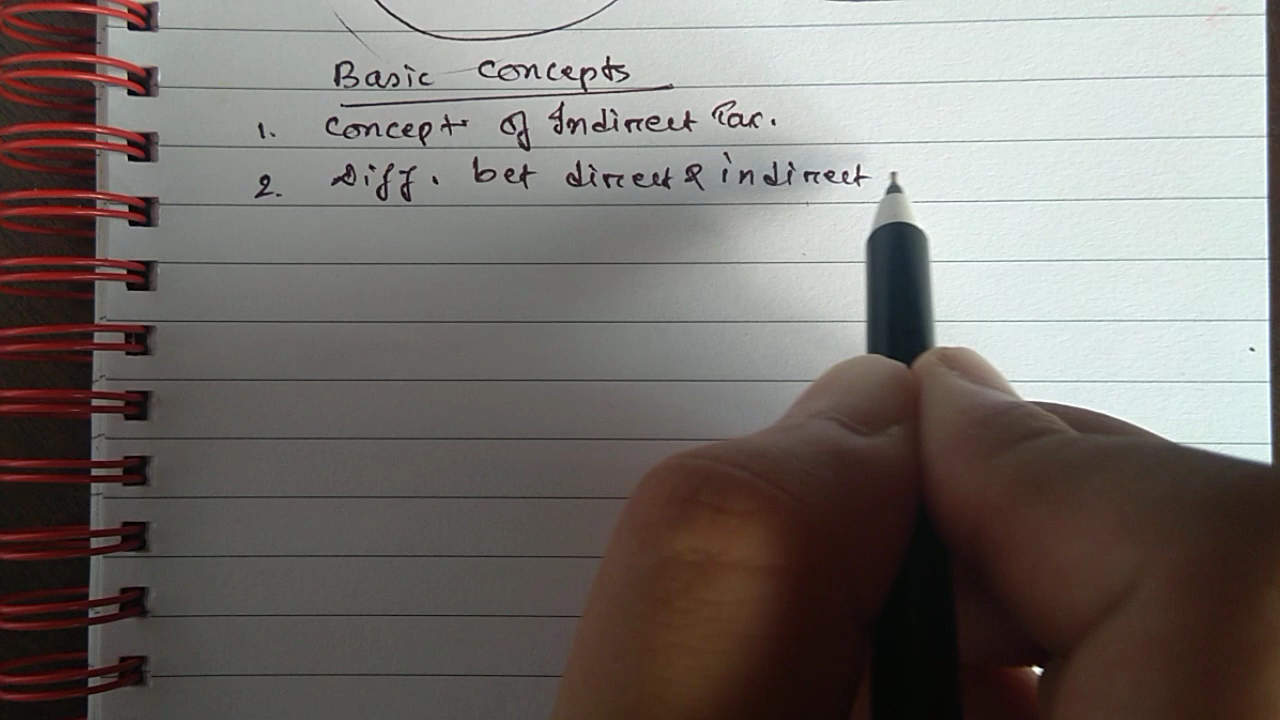 Basic Concepts
1. Concept of Indirect Tax.
2. Diff. bet direct & indirect